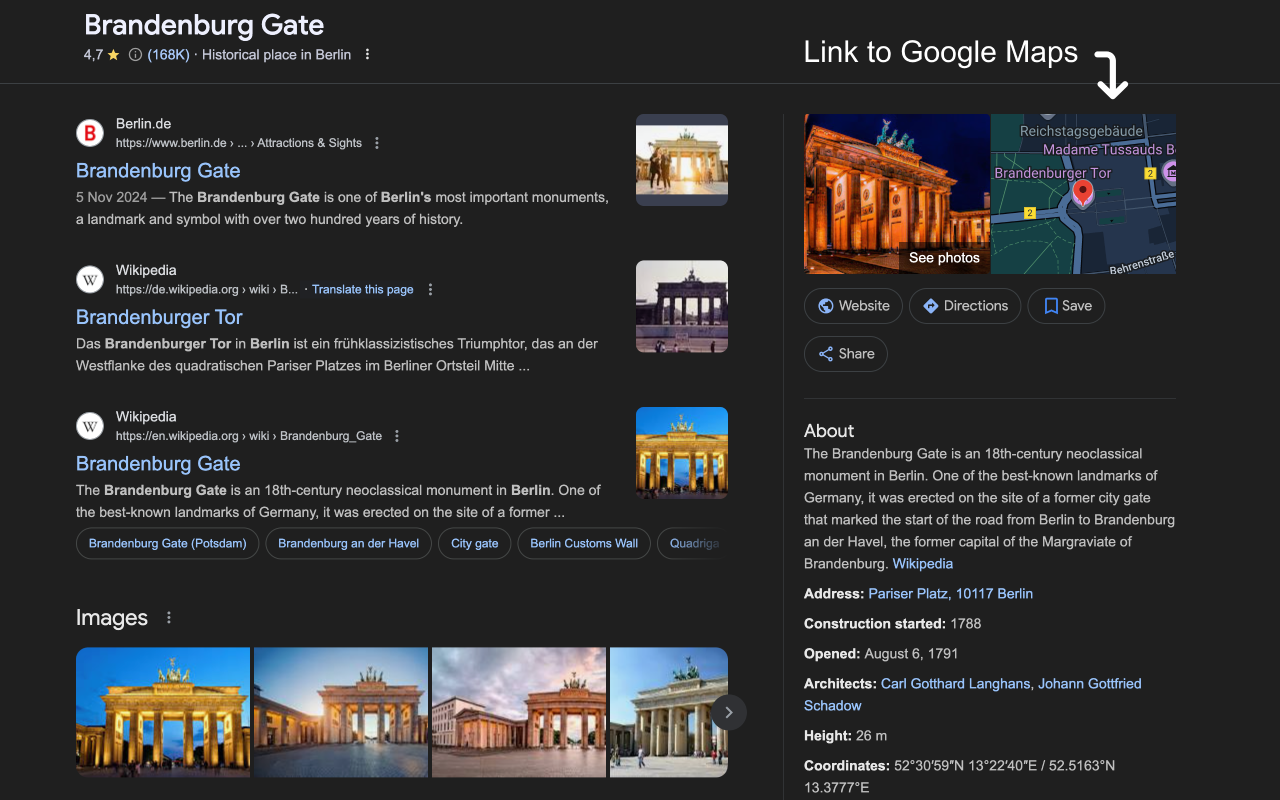 Brandenburg Gate
4,7 ★ (168K) · Historical place in Berlin
Link to Google Maps
B
Berlin.de
https://www.berlin.de › ... › Attractions & Sights
Brandenburg Gate
5 Nov 2024 — The Brandenburg Gate is one of Berlin's most important monuments,
a landmark and symbol with over two hundred years of history.
W
Wikipedia
https://de.wikipedia.org › wiki › B... · Translate this page
Brandenburger Tor
Das Brandenburger Tor in Berlin ist ein frühklassizistisches Triumphtor, das an der
Westflanke des quadratischen Pariser Platzes im Berliner Ortsteil Mitte ...
W
Wikipedia
https://en.wikipedia.org › wiki › Brandenburg_Gate
Brandenburg Gate
The Brandenburg Gate is an 18th-century neoclassical monument in Berlin. One of
the best-known landmarks of Germany, it was erected on the site of a former ...
Brandenburg Gate (Potsdam) Brandenburg an der Havel City gate Berlin Customs Wall Quadriga
Images
See photos
Reichstagsgebäude
Madame Tussauds B
Brandenburger Tor
2
2
Behrenstraße
Website Directions Save
Share
About
The Brandenburg Gate is an 18th-century neoclassical
monument in Berlin. One of the best-known landmarks of
Germany, it was erected on the site of a former city gate
that marked the start of the road from Berlin to Brandenburg
an der Havel, the former capital of the Margraviate of
Brandenburg. Wikipedia
Address: Pariser Platz, 10117 Berlin
Construction started: 1788
Opened: August 6, 1791
Architects: Carl Gotthard Langhans, Johann Gottfried
Schadow
Height: 26 m
Coordinates: 52°30′59″N 13°22′40″E / 52.5163°N
13.3777°E